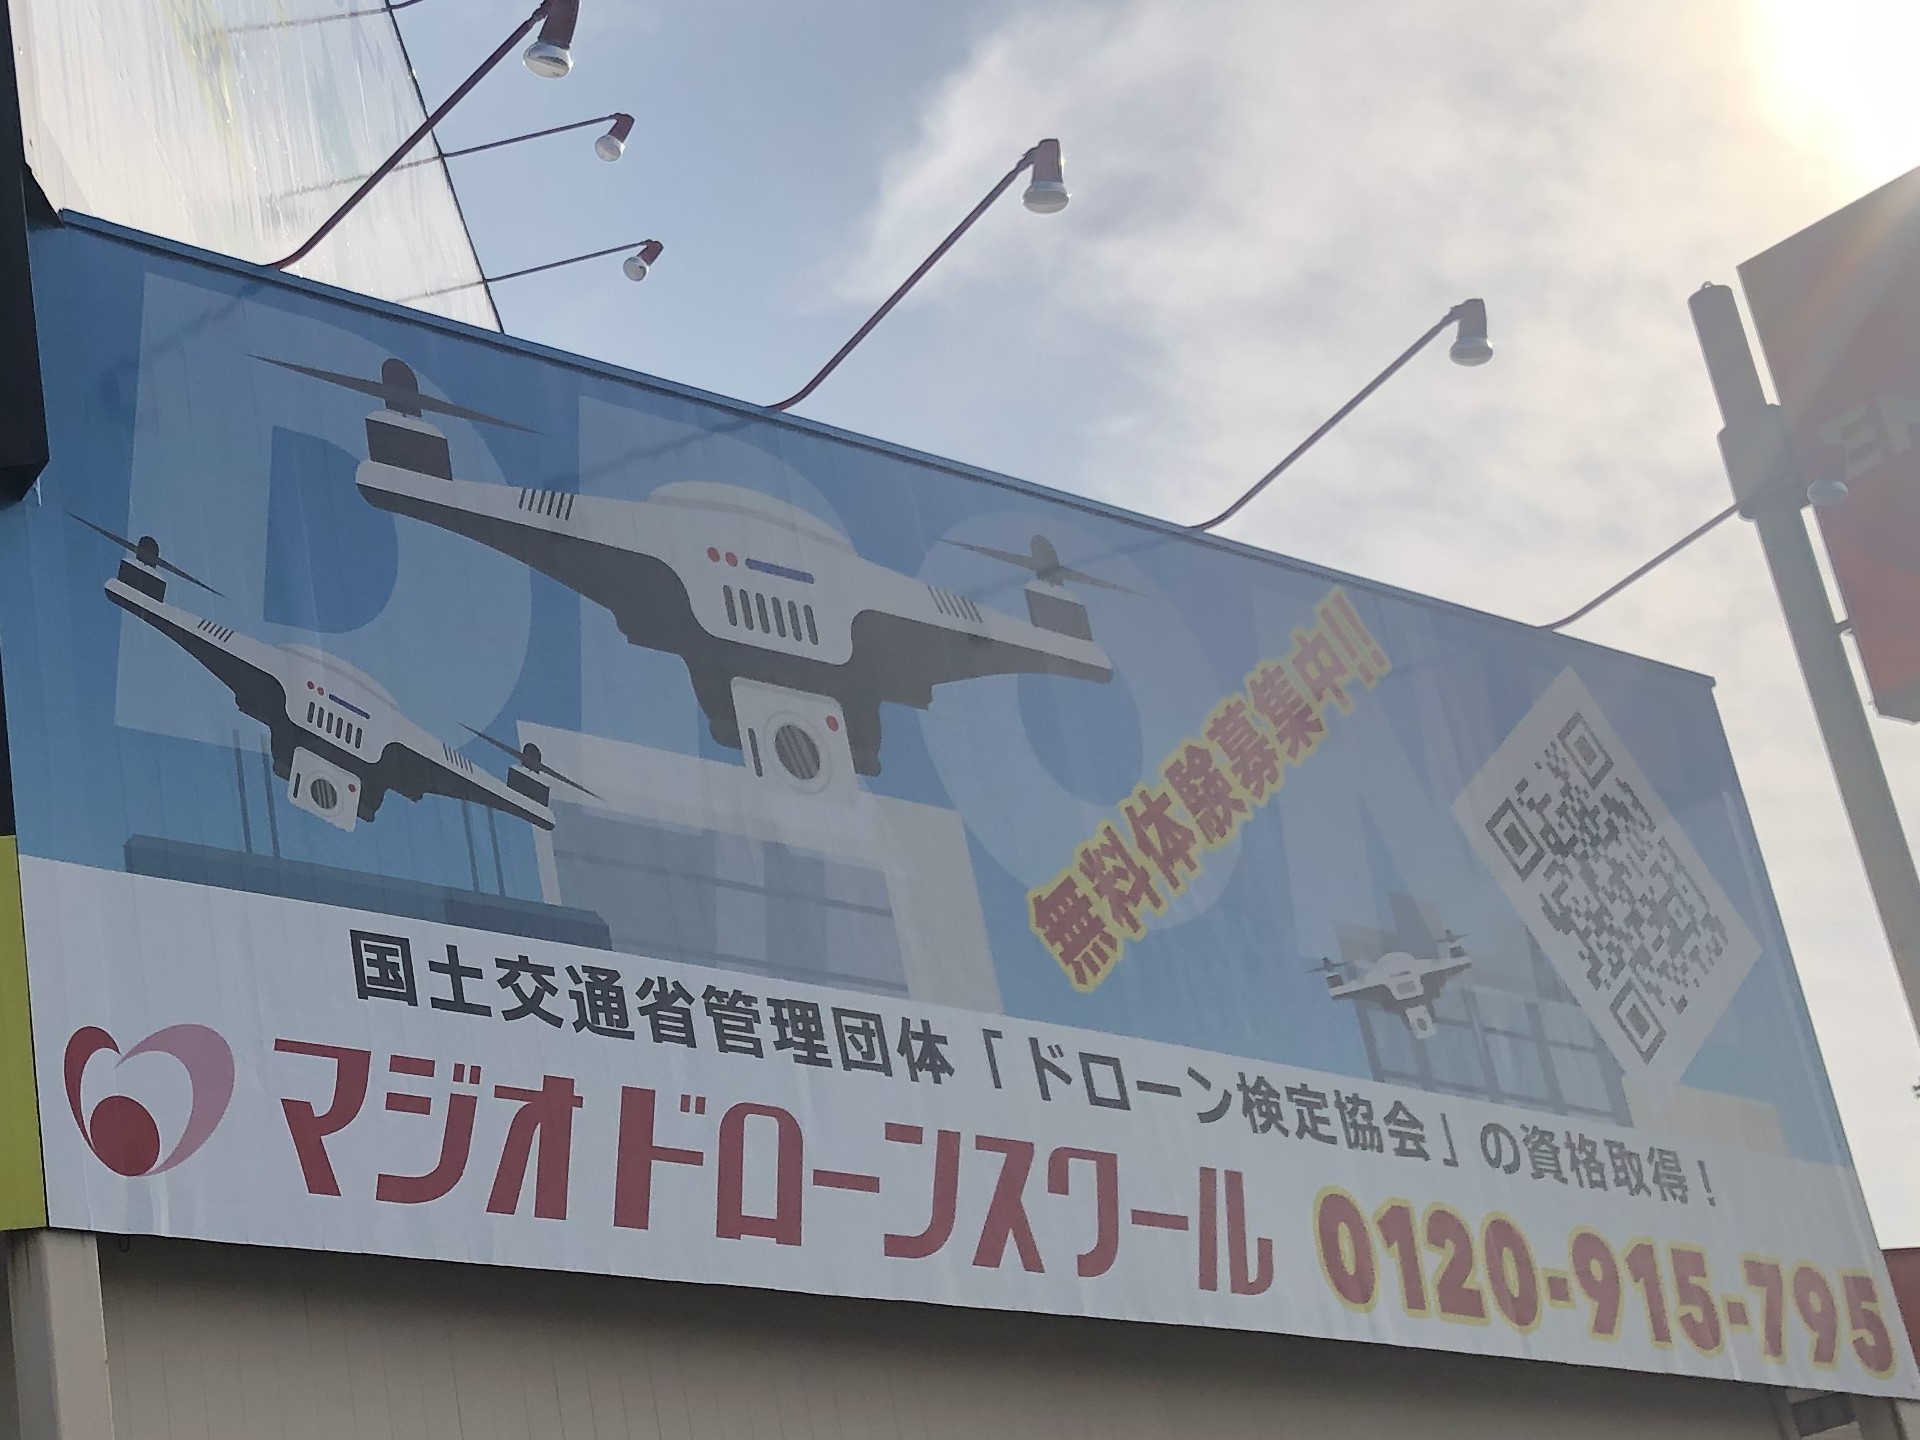 DRONE
無料体験募集中!!
国土交通省管理団体「ドローン検定協会」の資格取得！
マジオドローンスクール
0120-915-795